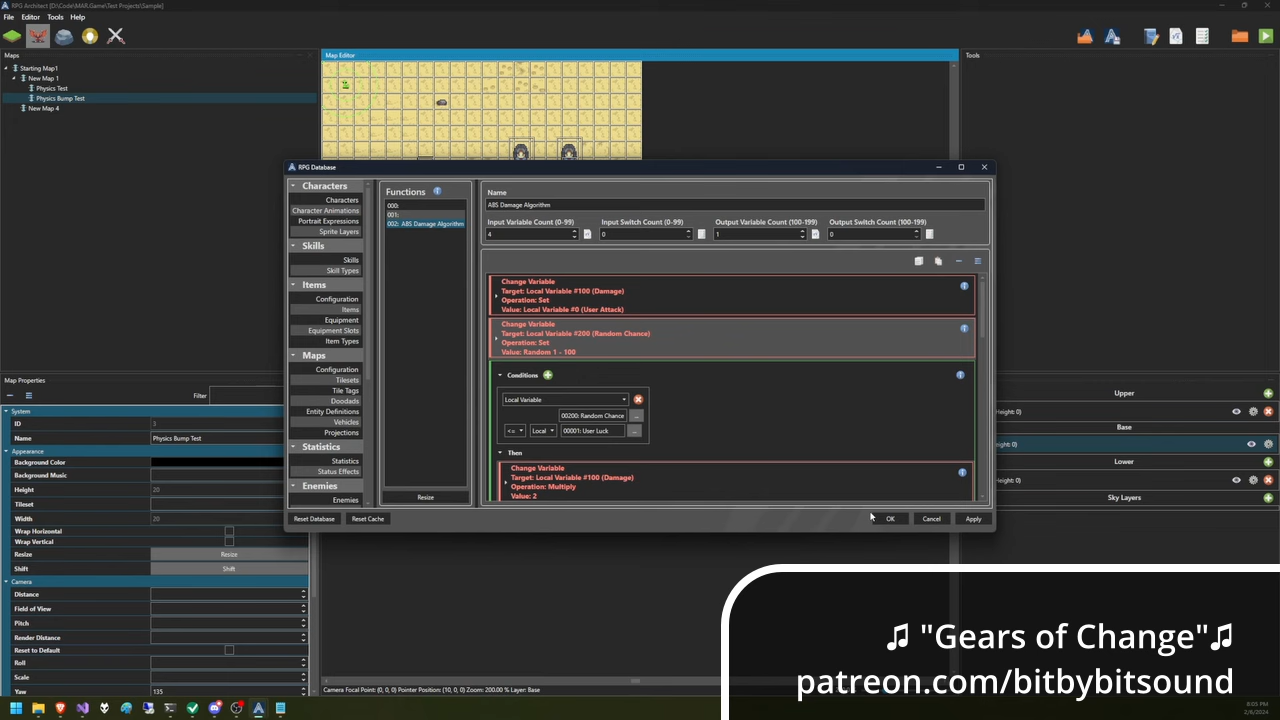 RPG Architect [D:\Code\MAR.Game\Test Projects\Sample]
File Editor Tools Help
Maps
Starting Map1
New Map 1
Physics Test
Physics Bump Test
New Map 4
Map Editor
Tools
RPG Database
Characters
Characters
Character Animations
Portrait Expressions
Sprite Layers
Skills
Skills
Skill Types
Items
Configuration
Items
Equipment
Equipment Slots
Item Types
Maps
Configuration
Tilesets
Tile Tags
Doodads
Entity Definitions
Vehicles
Projections
Statistics
Statistics
Status Effects
Enemies
Enemies
Functions
000:
001:
002: ABS Damage Algorithm
Resize
Name
ABS Damage Algorithm
Input Variable Count (0-99) Input Switch Count (0-99) Output Variable Count (100-199) Output Switch Count (100-199)
4 0 1 0
Change Variable
Target: Local Variable #100 (Damage)
Operation: Set
Value: Local Variable #0 (User Attack)
Change Variable
Target: Local Variable #200 (Random Chance)
Operation: Set
Value: Random 1 - 100
Conditions
Local Variable
00200: Random Chance ...
<= Local 00001: User Luck ...
Then
Change Variable
Target: Local Variable #100 (Damage)
Operation: Multiply
Value: 2
Reset Database Reset Cache OK Cancel Apply
Map Properties
Filter
System
ID 3
Name Physics Bump Test
Appearance
Background Color
Background Music
Height 20
Tileset
Width 20
Wrap Horizontal
Wrap Vertical
Resize Resize
Shift Shift
Camera
Distance
Field of View
Pitch
Render Distance
Reset to Default
Roll
Scale
Yaw 135
Upper
Height: 0)
Base
eight: 0)
Lower
Height: 0)
Sky Layers
Camera Focal Point: (0, 0, 0) Pointer Position: (10, 0, 0) Zoom: 200.00 % Layer: Base
♫ "Gears of Change"♫
patreon.com/bitbybitsound
8:05 PM
2/6/2024